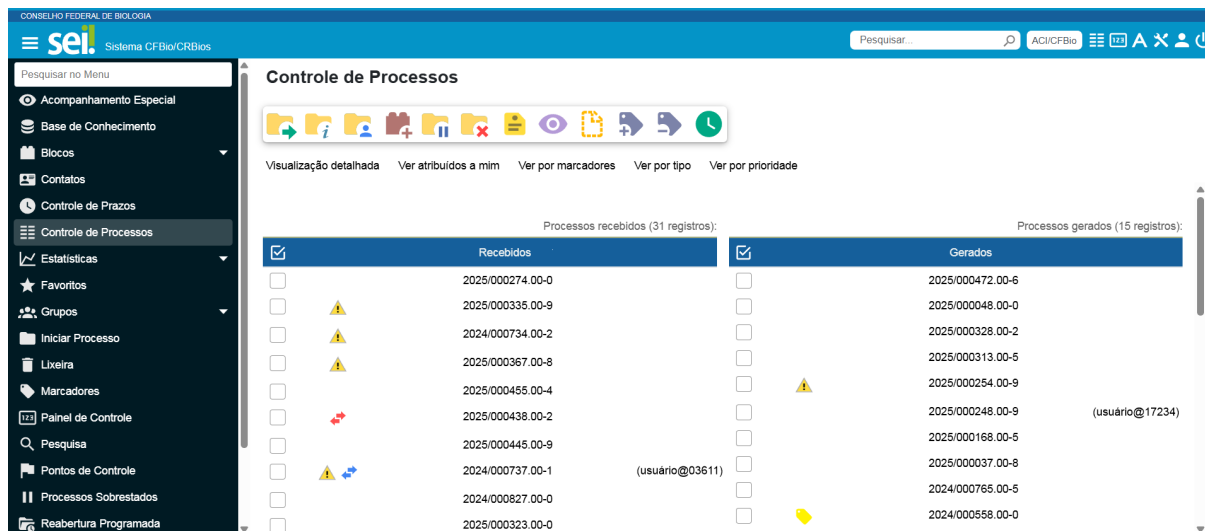 CONSELHO FEDERAL DE BIOLOGIA
sei! Sistema CFBio/CRBios
Pesquisar... ACI/CFBio 123 A
Pesquisar no Menu
Acompanhamento Especial
Base de Conhecimento
Blocos
Contatos
Controle de Prazos
Controle de Processos
Estatísticas
Favoritos
Grupos
Iniciar Processo
Lixeira
Marcadores
123 Painel de Controle
Pesquisa
Pontos de Controle
Processos Sobrestados
Reabertura Programada
Controle de Processos
Visualização detalhada Ver atribuídos a mim Ver por marcadores Ver por tipo Ver por prioridade
Processos recebidos (31 registros):
Recebidos
2025/000274.00-0
2025/000335.00-9
2024/000734.00-2
2025/000367.00-8
2025/000455.00-4
2025/000438.00-2
2025/000445.00-9
2024/000737.00-1 (usuário@03611)
2024/000827.00-0
2025/000323.00-0
Processos gerados (15 registros):
Gerados
2025/000472.00-6
2025/000048.00-0
2025/000328.00-2
2025/000313.00-5
2025/000254.00-9
2025/000248.00-9 (usuário@17234)
2025/000168.00-5
2025/000037.00-8
2024/000765.00-5
2024/000558.00-0